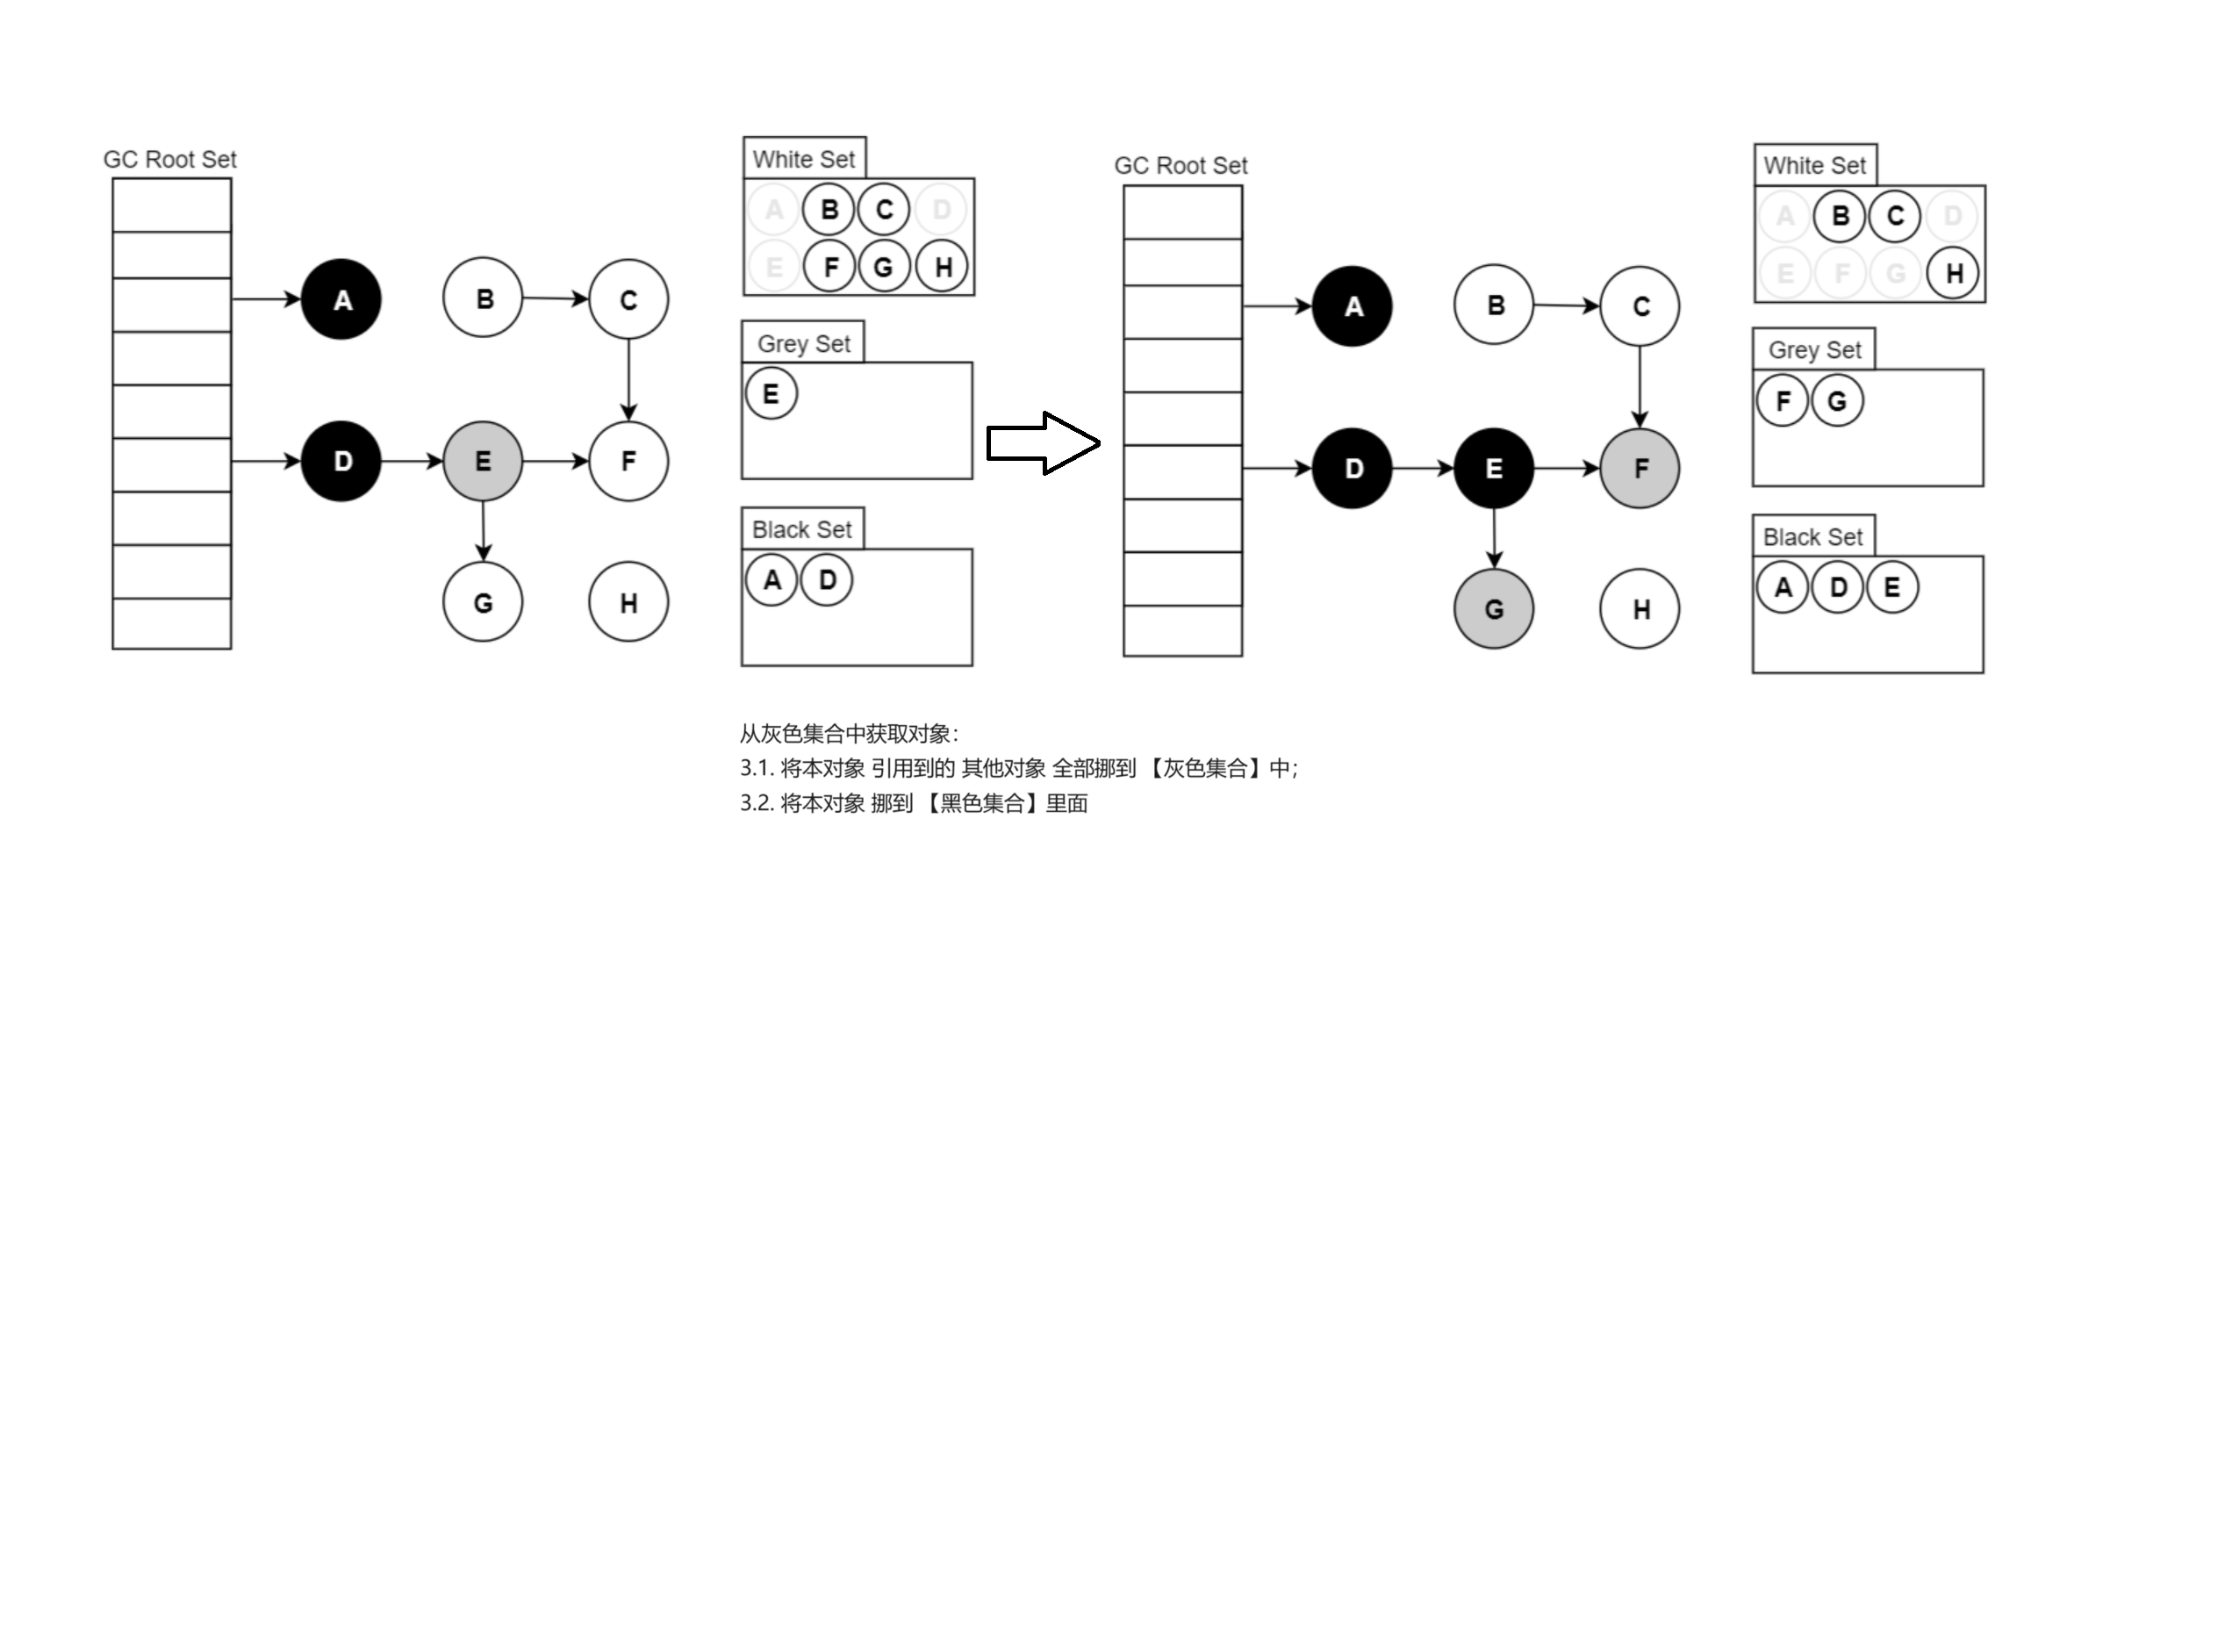 GC Root Set
A
B
C
D
E
F
G
H
White Set
A B C D
E F G H
Grey Set
E
Black Set
A D
GC Root Set
A
B
C
D
E
F
G
H
White Set
A B C D
E F G H
Grey Set
F G
Black Set
A D E
从灰色集合中获取对象:
3.1. 将本对象 引用到的 其他对象 全部挪到 【灰色集合】中;
3.2. 将本对象 挪到 【黑色集合】里面